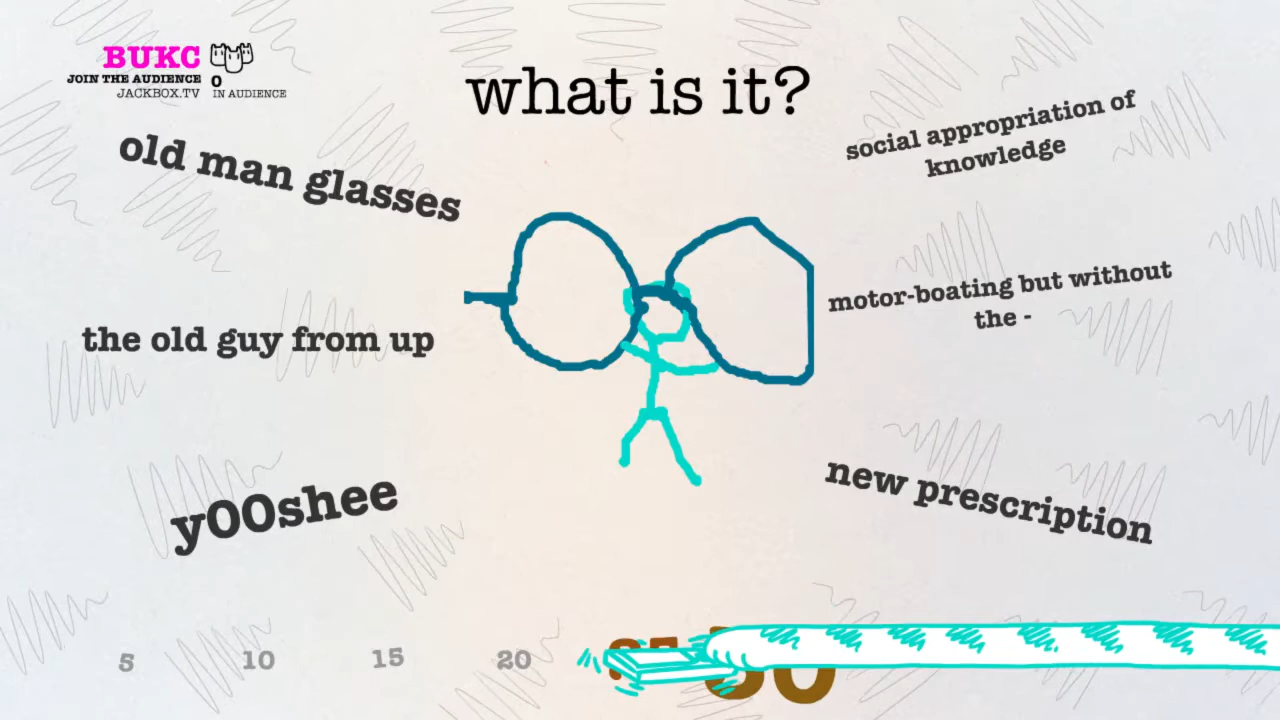 BUKC
JOIN THE AUDIENCE
JACKBOX.TV
0
IN AUDIENCE
what is it?
old man glasses
social appropriation of
knowledge
the old guy from up
motor-boating but without
the -
y00shee
new prescription
5
10
15
20